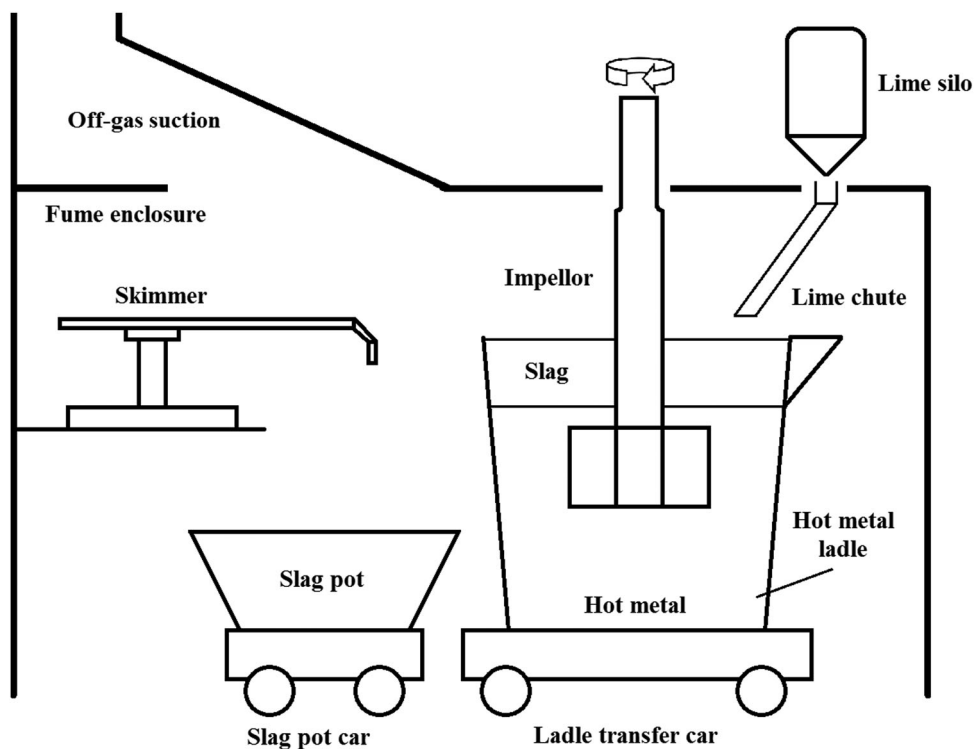 Lime silo
Off-gas suction
Fume enclosure
Impellor
Skimmer
Lime chute
Slag
Hot metal
ladle
Slag pot
Hot metal
Slag pot car
Ladle transfer car